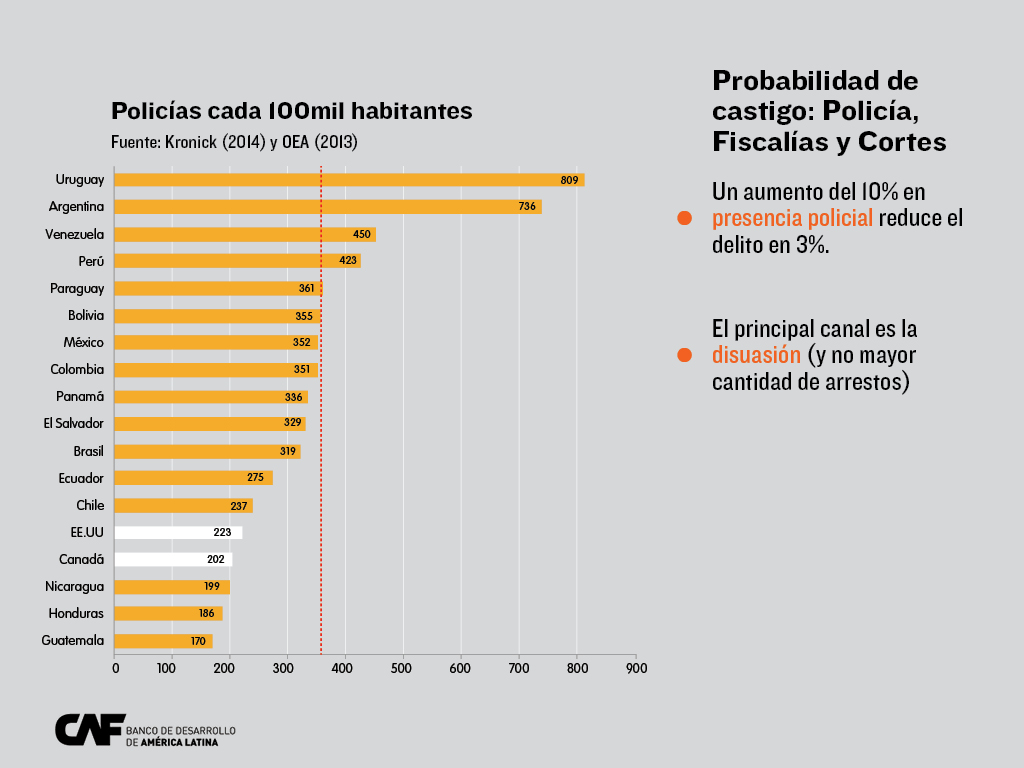 Policías cada 100mil habitantes
Fuente: Kronick (2014) y OEA (2013)
Uruguay 809
Argentina 736
Venezuela 450
Perú 423
Paraguay 361
Bolivia 355
México 352
Colombia 351
Panamá 336
El Salvador 329
Brasil 319
Ecuador 275
Chile 237
EE.UU 223
Canadá 202
Nicaragua 199
Honduras 186
Guatemala 170
0 100 200 300 400 500 600 700 800 900
Probabilidad de
castigo: Policía,
Fiscalías y Cortes
Un aumento del 10% en
presencia policial reduce el
delito en 3%.
El principal canal es la
disuasión (y no mayor
cantidad de arrestos)
CAF BANCO DE DESARROLLO
DE AMÉRICA LATINA